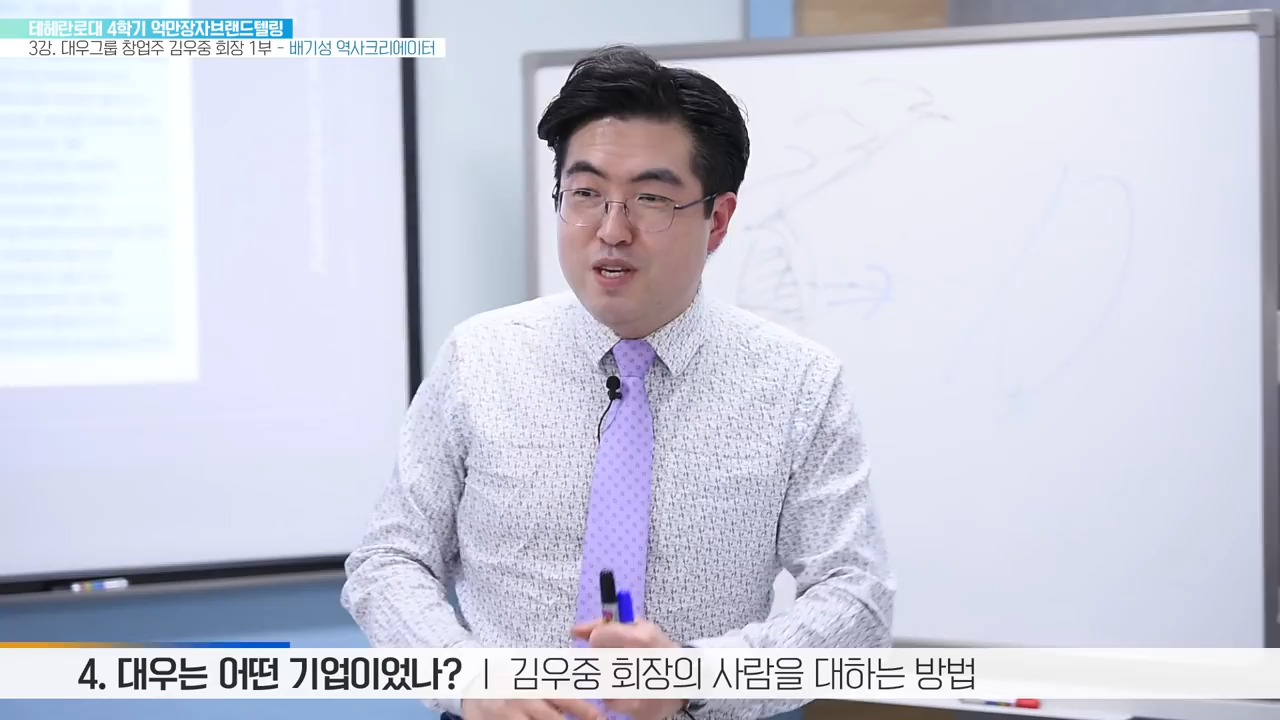 테헤란로대 4학기 억만장자브랜드텔링
3강. 대우그룹 창업주 김우중 회장 1부 - 배기성 역사크리에이터
4. 대우는 어떤 기업이었나? | 김우중 회장의 사람을 대하는 방법